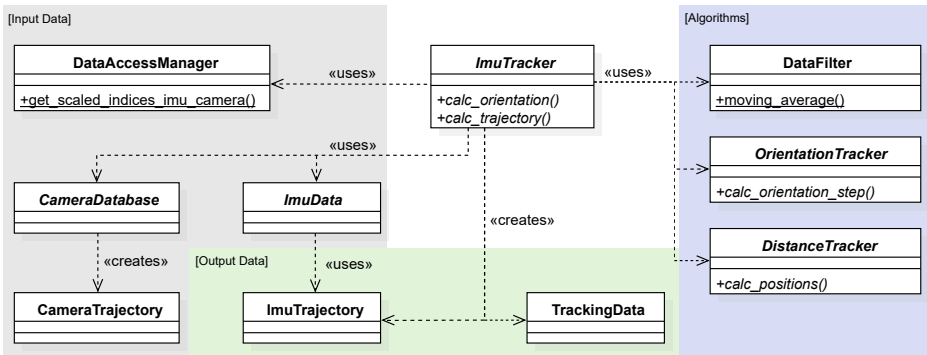 [Input Data]
[Algorithms]
DataAccessManager
+get_scaled_indices_imu_camera()
«uses»
ImuTracker
+calc_orientation()
+calc_trajectory()
«uses»
DataFilter
+moving_average()
«uses»
OrientationTracker
+calc_orientation_step()
CameraDatabase
ImuData
«creates»
DistanceTracker
+calc_positions()
«creates»
[Output Data]
«uses»
CameraTrajectory
ImuTrajectory
TrackingData